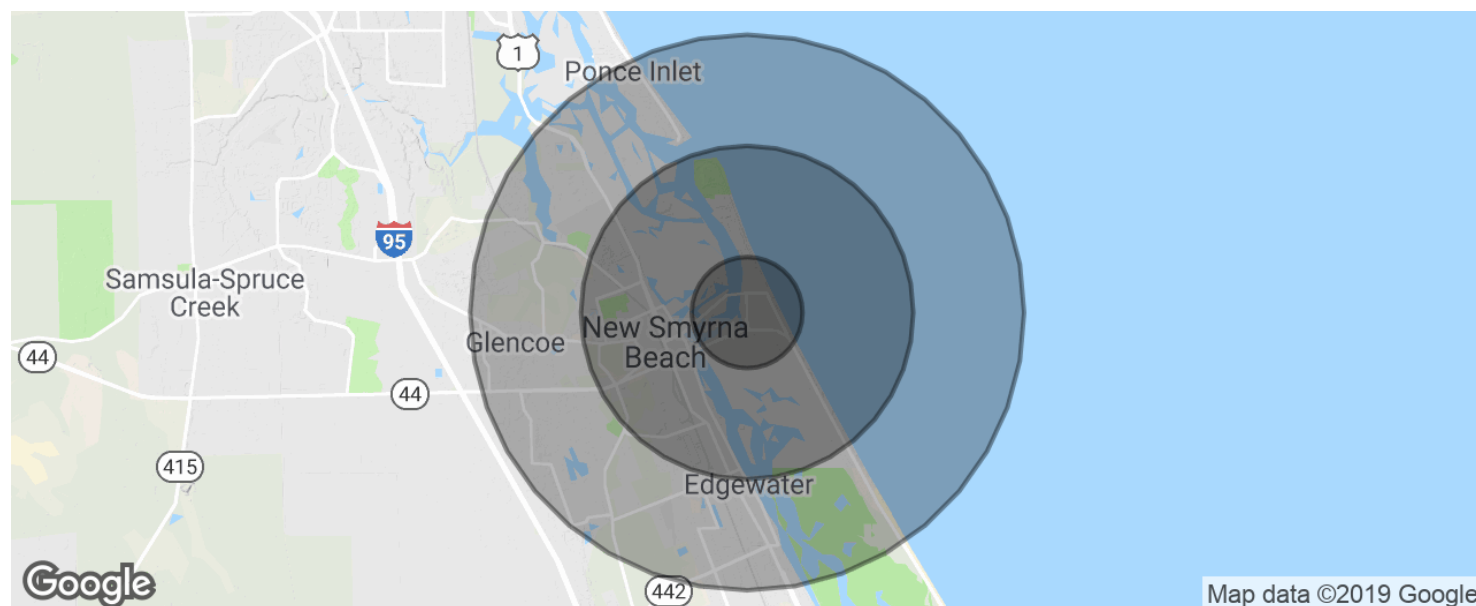 1
Ponce Inlet
95
Samsula-Spruce
Creek
New Smyrna
Beach
Glencoe
44
44
415
Edgewater
442
Google
Map data ©2019 Google